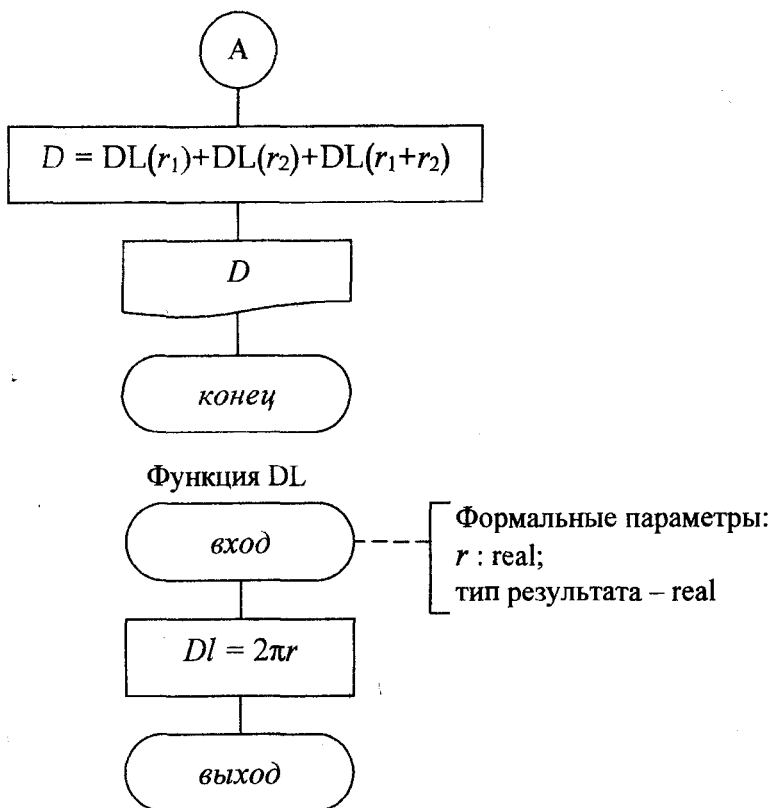 A
D = DL(r₁)+DL(r₂)+DL(r₁+r₂)
D
конец
Функция DL
вход
Формальные параметры:
r : real;
тип результата – real
Dl = 2πr
выход